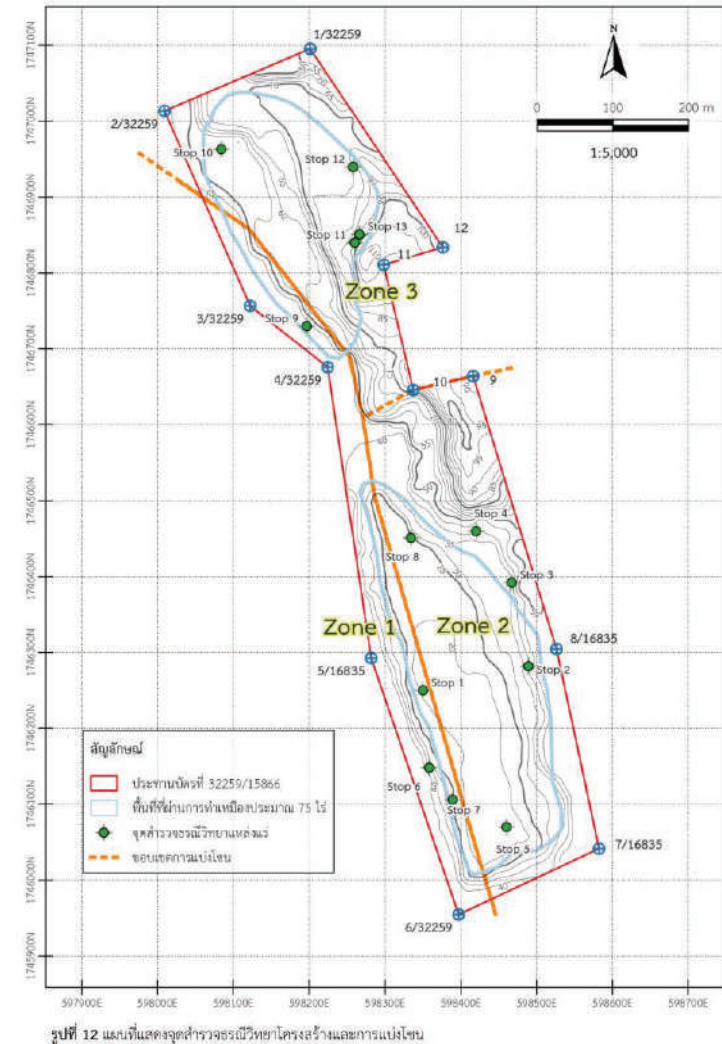 1/32259
N
1747100N
0 100 200 m
1:5,000
2/32259
1747000N
Stop 10
Stop 12
1746900N
Stop 13
Stop 11
12
11
1746800N
Zone 3
3/32259
Stop 9
1746700N
4/32259
10
9
1746600N
1746500N
Stop 4
Stop 8
Stop 3
1746400N
Zone 1
Zone 2
8/16835
1746300N
5/16835
Stop 2
Stop 1
1746200N
สัญลักษณ์
Stop 6
ประทานบัตรที่ 32259/15866
พื้นที่ที่ผ่านการทำเหมืองประมาณ 75 ไร่
1746100N
Stop 7
จุดสำรวจธรณีวิทยาแหล่งแร่
Stop 5
ขอบเขตการแบ่งโซน
7/16835
1746000N
6/32259
1745900N
597900E 598000E 598100E 598200E 598300E 598400E 598500E 598600E 598700E
รูปที่ 12 แผนที่แสดงจุดสำรวจธรณีวิทยาโครงสร้างและการแบ่งโซน